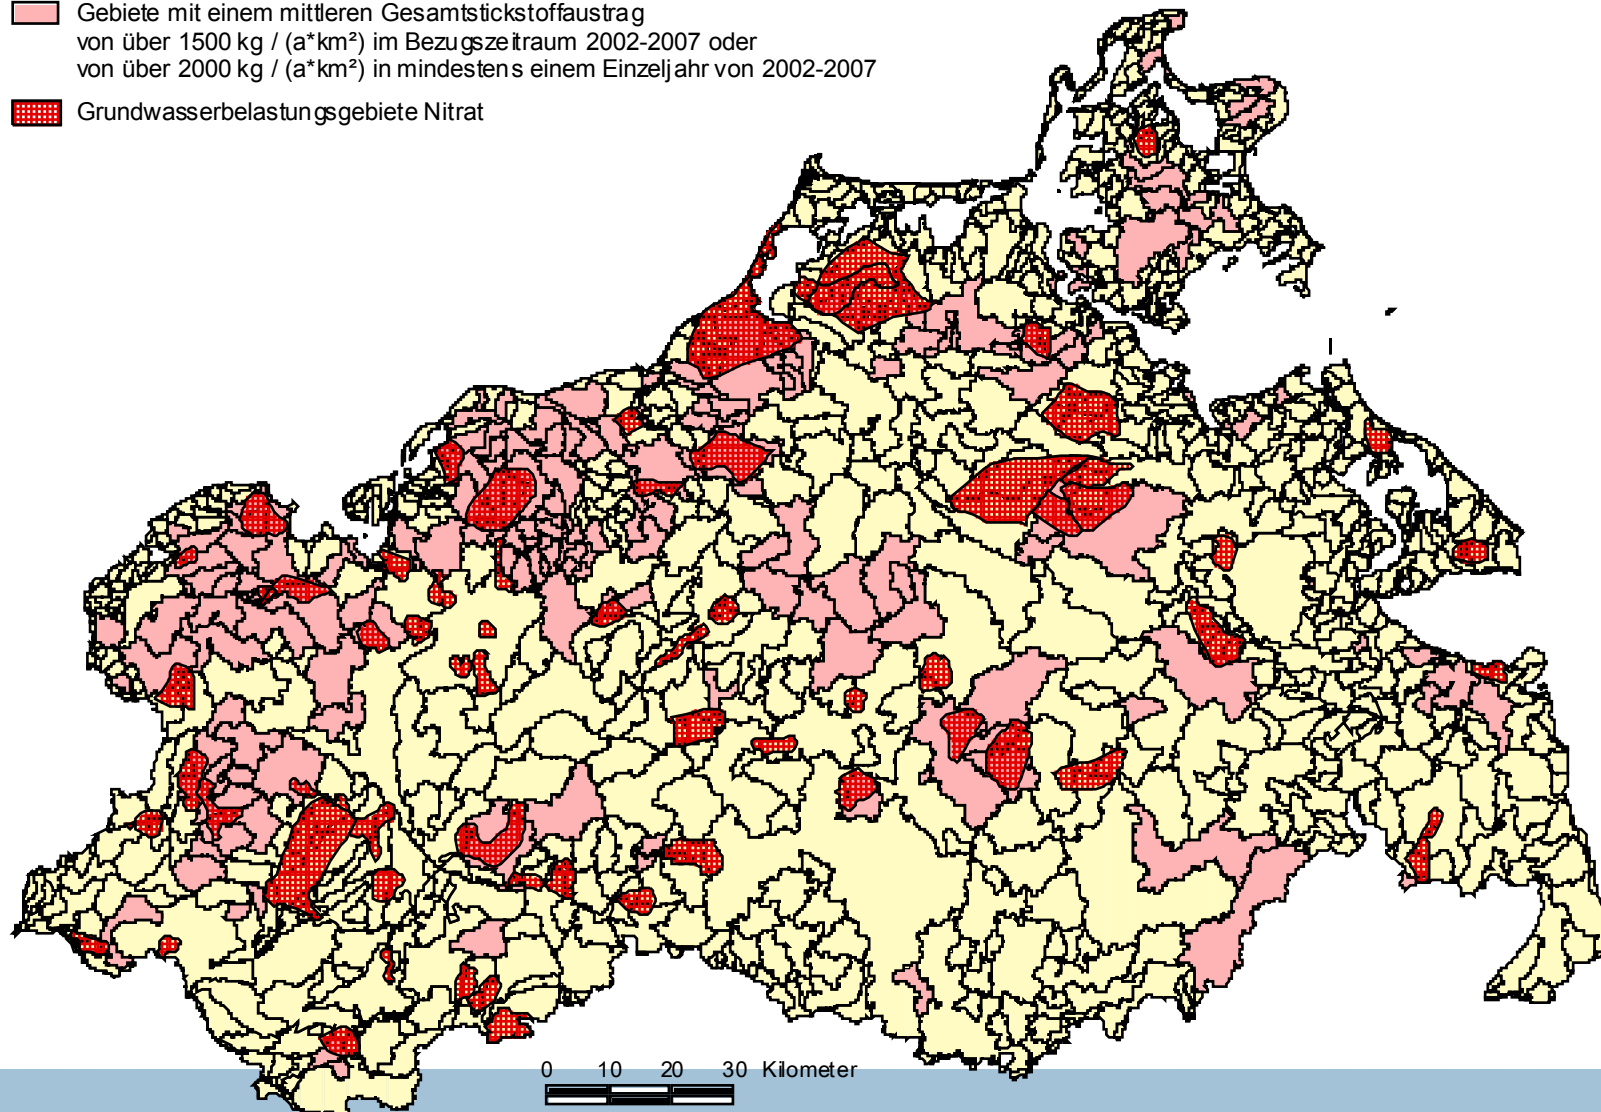 Gebiete mit einem mittleren Gesamtstickstoffaustrag
von über 1500 kg / (a*km²) im Bezugszeitraum 2002-2007 oder
von über 2000 kg / (a*km²) in mindestens einem Einzeljahr von 2002-2007
Grundwasserbelastungsgebiete Nitrat
0 10 20 30 Kilometer